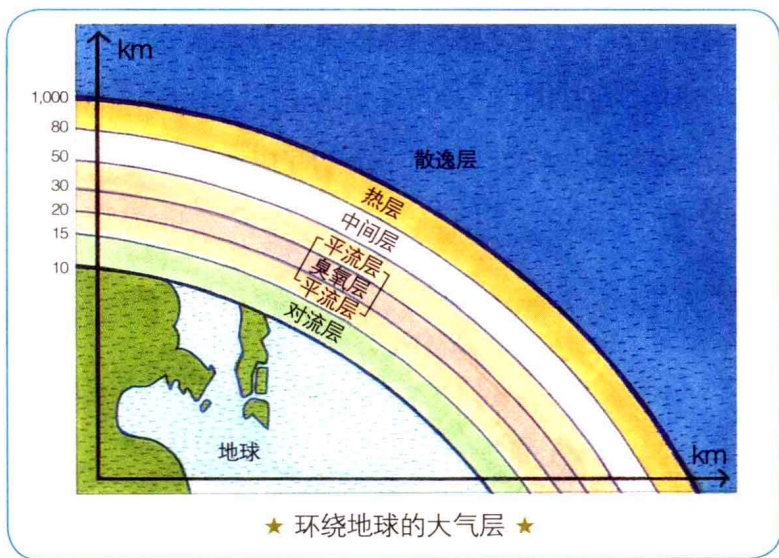 km
1,000
80
50
30
20
15
10
散逸层
热层
中间层
平流层
臭氧层
平流层
对流层
地球
km
★ 环绕地球的大气层 ★